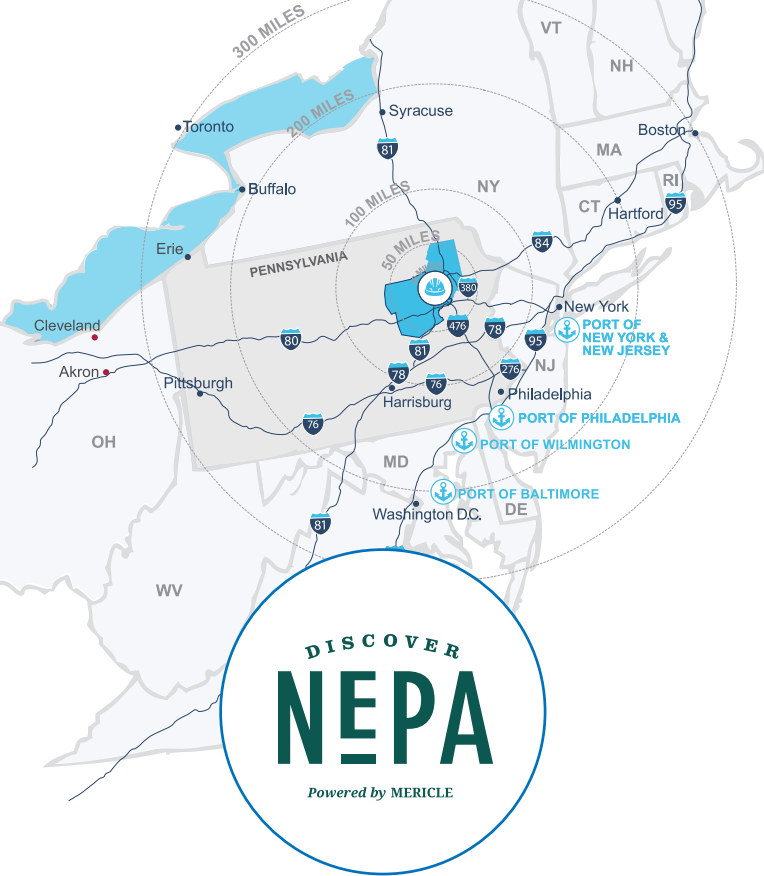 300 MILES
VT
NH
200 MILES
Syracuse
Toronto
Boston
81
MA
NY
RI
Buffalo
100 MILES
CT
Hartford
95
50 MILES
84
Erie
PENNSYLVANIA
380
New York
Cleveland
476
78
PORT OF
NEW YORK &
NEW JERSEY
80
95
81
NJ
Akron
78
276
Pittsburgh
76
Harrisburg
Philadelphia
76
PORT OF PHILADELPHIA
OH
PORT OF WILMINGTON
MD
PORT OF BALTIMORE
Washington D.C.
DE
81
WV
DISCOVER
NEPA
Powered by MERICLE